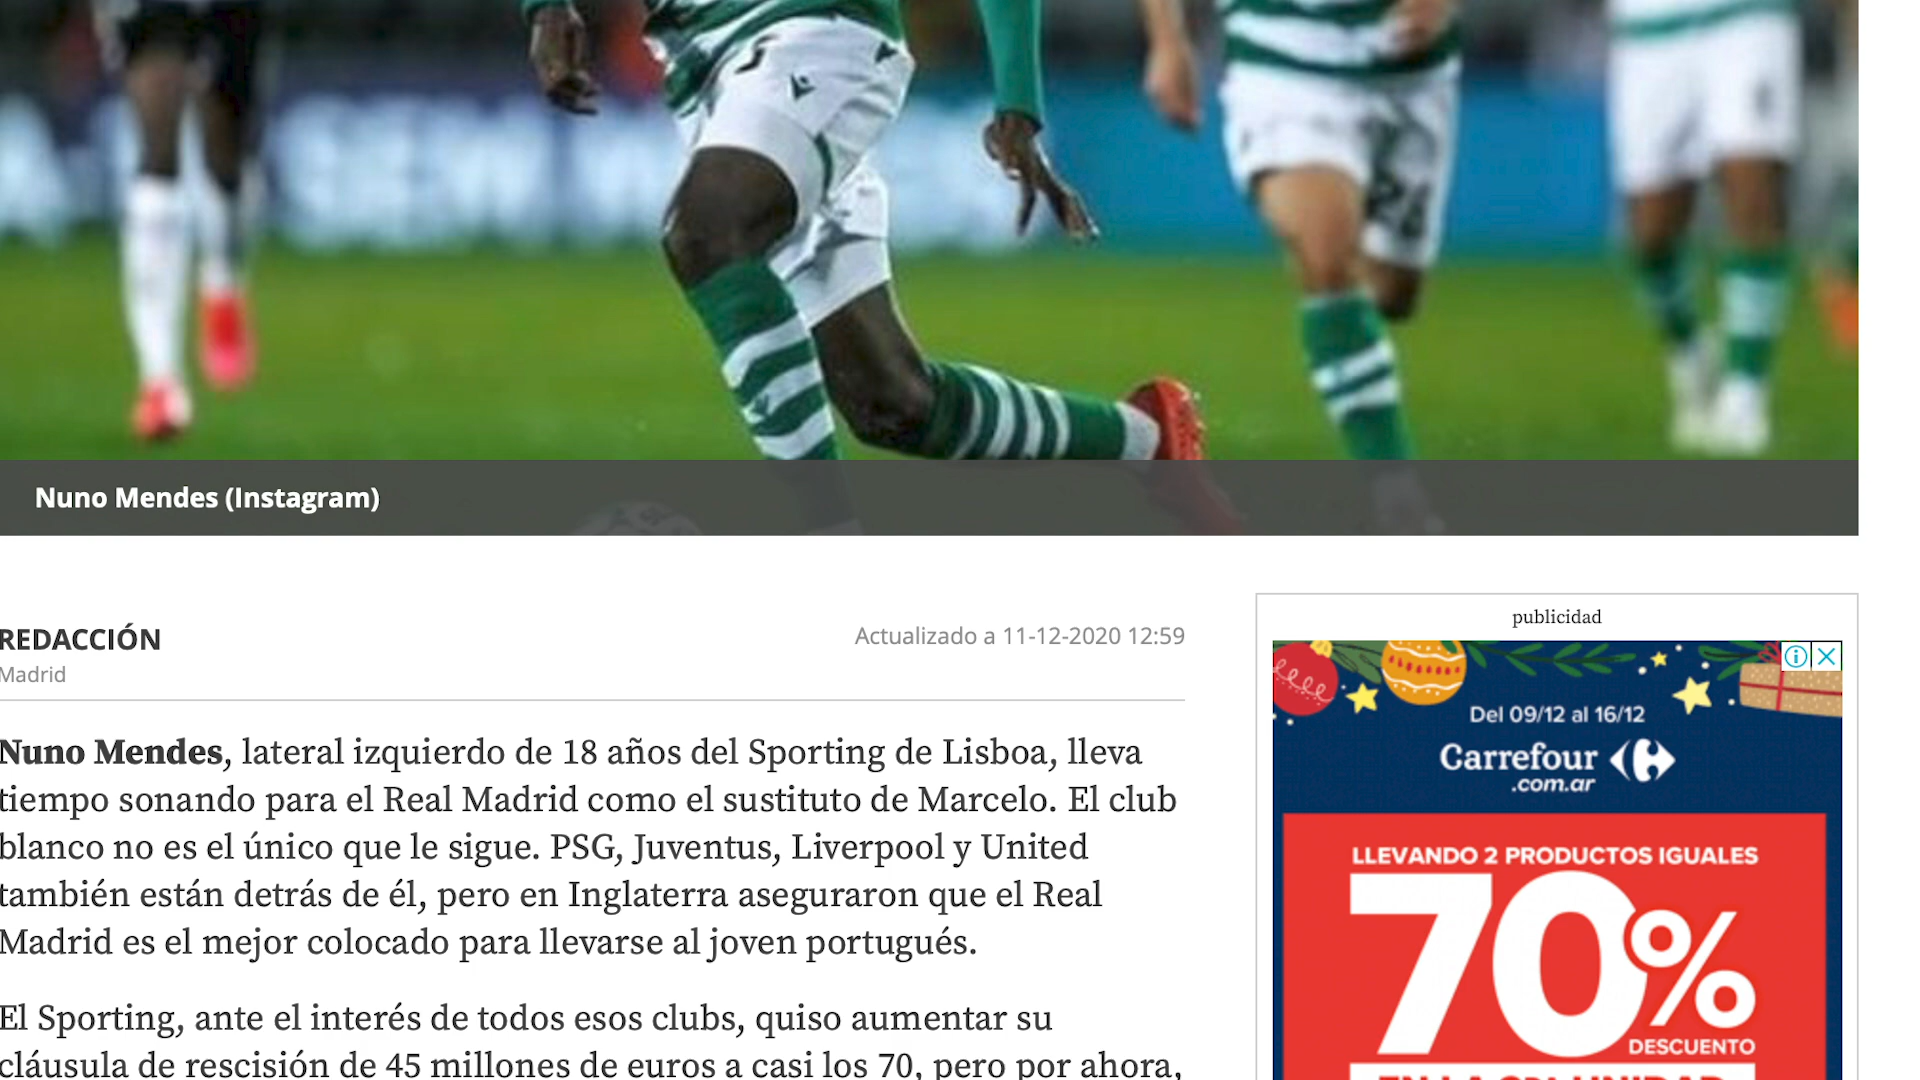 24
Nuno Mendes (Instagram)
REDACCIÓN
Actualizado a 11-12-2020 12:59
Madrid
Nuno Mendes, lateral izquierdo de 18 años del Sporting de Lisboa, lleva
tiempo sonando para el Real Madrid como el sustituto de Marcelo. El club
blanco no es el único que le sigue. PSG, Juventus, Liverpool y United
también están detrás de él, pero en Inglaterra aseguraron que el Real
Madrid es el mejor colocado para llevarse al joven portugués.
El Sporting, ante el interés de todos esos clubs, quiso aumentar su
cláusula de rescisión de 45 millones de euros a casi los 70, pero por ahora,
publicidad
Del 09/12 al 16/12
Carrefour
.com.ar
LLEVANDO 2 PRODUCTOS IGUALES
70%
DESCUENTO
EN LA 2DA UNIDAD